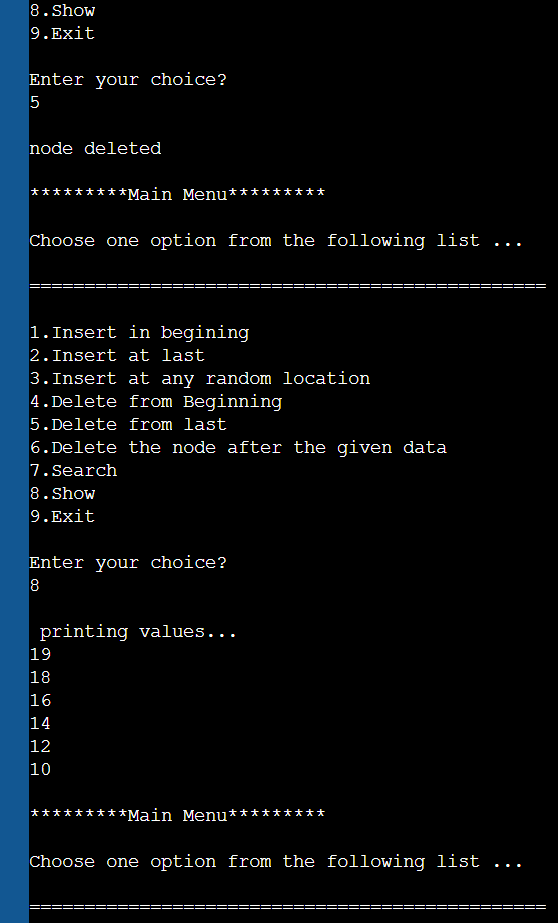 8.Show
9.Exit
Enter your choice?
5
node deleted
*********Main Menu*********
Choose one option from the following list ...
===============================================
1.Insert in begining
2.Insert at last
3.Insert at any random location
4.Delete from Beginning
5.Delete from last
6.Delete the node after the given data
7.Search
8.Show
9.Exit
Enter your choice?
8
printing values...
19
18
16
14
12
10
*********Main Menu*********
Choose one option from the following list ...
===============================================